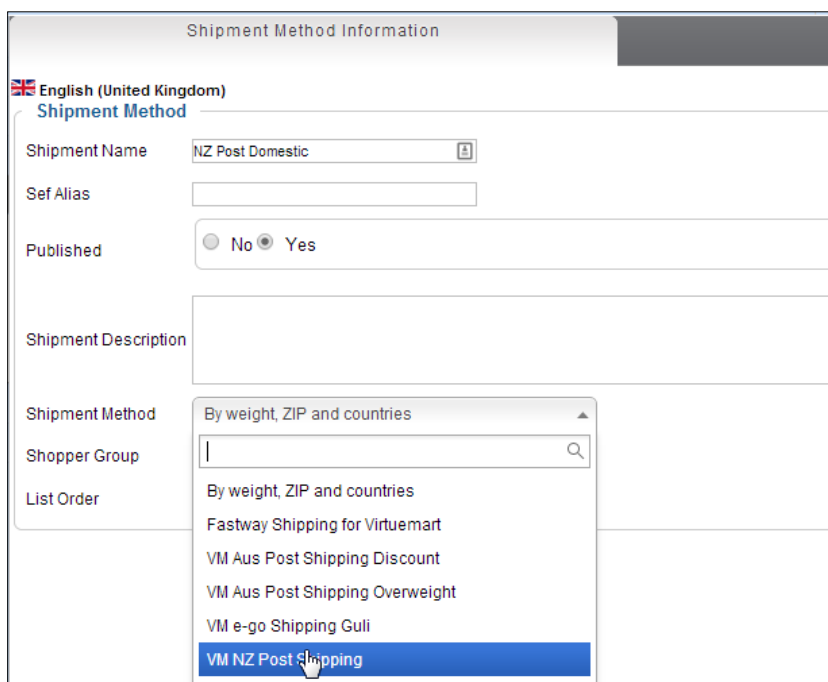 Shipment Method Information
English (United Kingdom)
Shipment Method
Shipment Name NZ Post Domestic
Sef Alias
Published No Yes
Shipment Description
Shipment Method By weight, ZIP and countries
Shopper Group
List Order
By weight, ZIP and countries
Fastway Shipping for Virtuemart
VM Aus Post Shipping Discount
VM Aus Post Shipping Overweight
VM e-go Shipping Guli
VM NZ Post Shipping